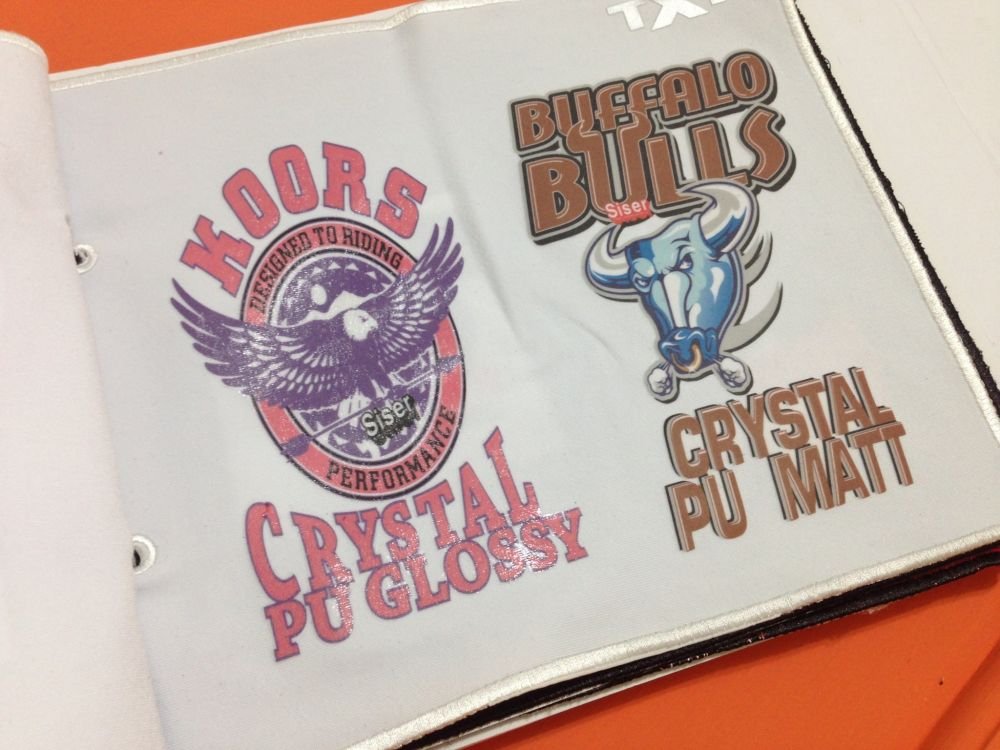 KOORS
DESIGNED TO RIDING
Siser
PERFORMANCE
CRYSTAL
PU GLOSSY
BUFFALO
BULLS
Siser
CRYSTAL
PU MATT